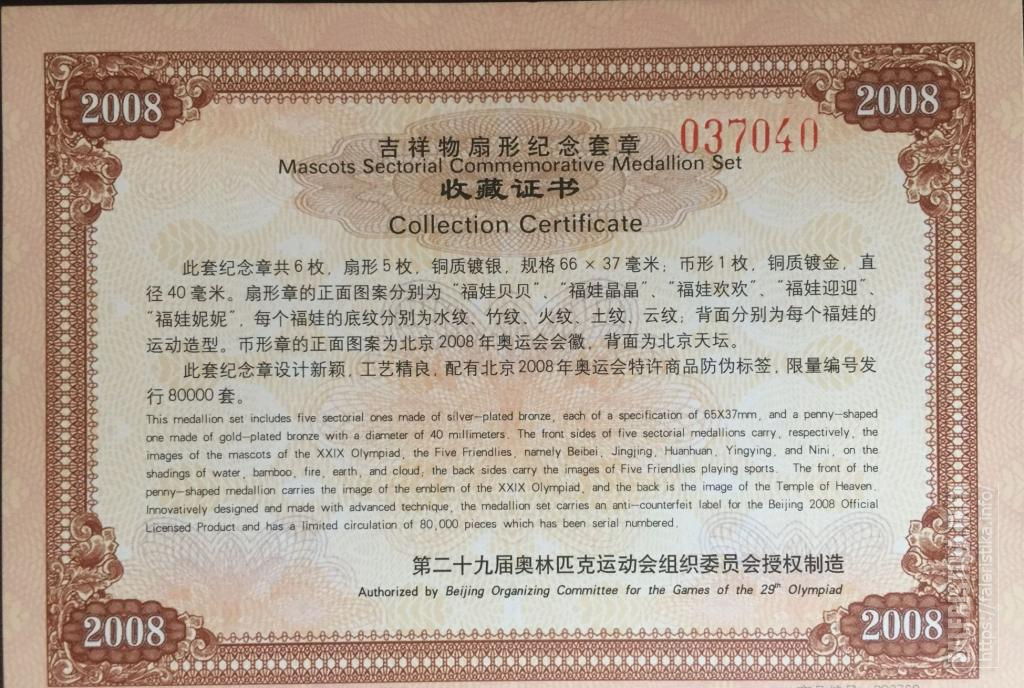 2008
2008
吉祥物扇形纪念套章
037040
Mascots Sectorial Commemorative Medallion Set
收藏证书
Collection Certificate
此套纪念章共6枚，扇形5枚，铜质镀银，规格66×37毫米；币形1枚，铜质镀金，直
径40毫米。扇形章的正面图案分别为“福娃贝贝”、“福娃晶晶”、“福娃欢欢”、“福娃迎迎”、
“福娃妮妮”，每个福娃的底纹分别为水纹、竹纹、火纹、土纹、云纹；背面分别为每个福娃的
运动造型。币形章的正面图案为北京2008年奥运会会徽，背面为北京天坛。
此套纪念章设计新颖，工艺精良，配有北京2008年奥运会特许商品防伪标签，限量编号发
行80000套。
This medallion set includes five sectorial ones made of silver-plated bronze, each of a specification of 65X37mm, and a penny-shaped
one made of gold-plated bronze with a diameter of 40 millimeters. The front sides of five sectorial medallions carry, respectively, the
images of the mascots of the XXIX Olympiad, the Five Friendlies, namely Beibei, Jingjing, Huanhuan, Yingying, and Nini, on the
shadings of water, bamboo, fire, earth, and cloud; the back sides carry the images of Five Friendlies playing sports. The front of the
penny-shaped medallion carries the image of the emblem of the XXIX Olympiad, and the back is the image of the Temple of Heaven.
Innovatively designed and made with advanced technique, the medallion set carries an anti-counterfeit label for the Beijing 2008 Official
Licensed Product and has a limited circulation of 80,000 pieces which has been serial numbered.
第二十九届奥林匹克运动会组织委员会授权制造
Authorized by Beijing Organizing Committee for the Games of the 29th Olympiad
2008
2008
https://faleristika.info/